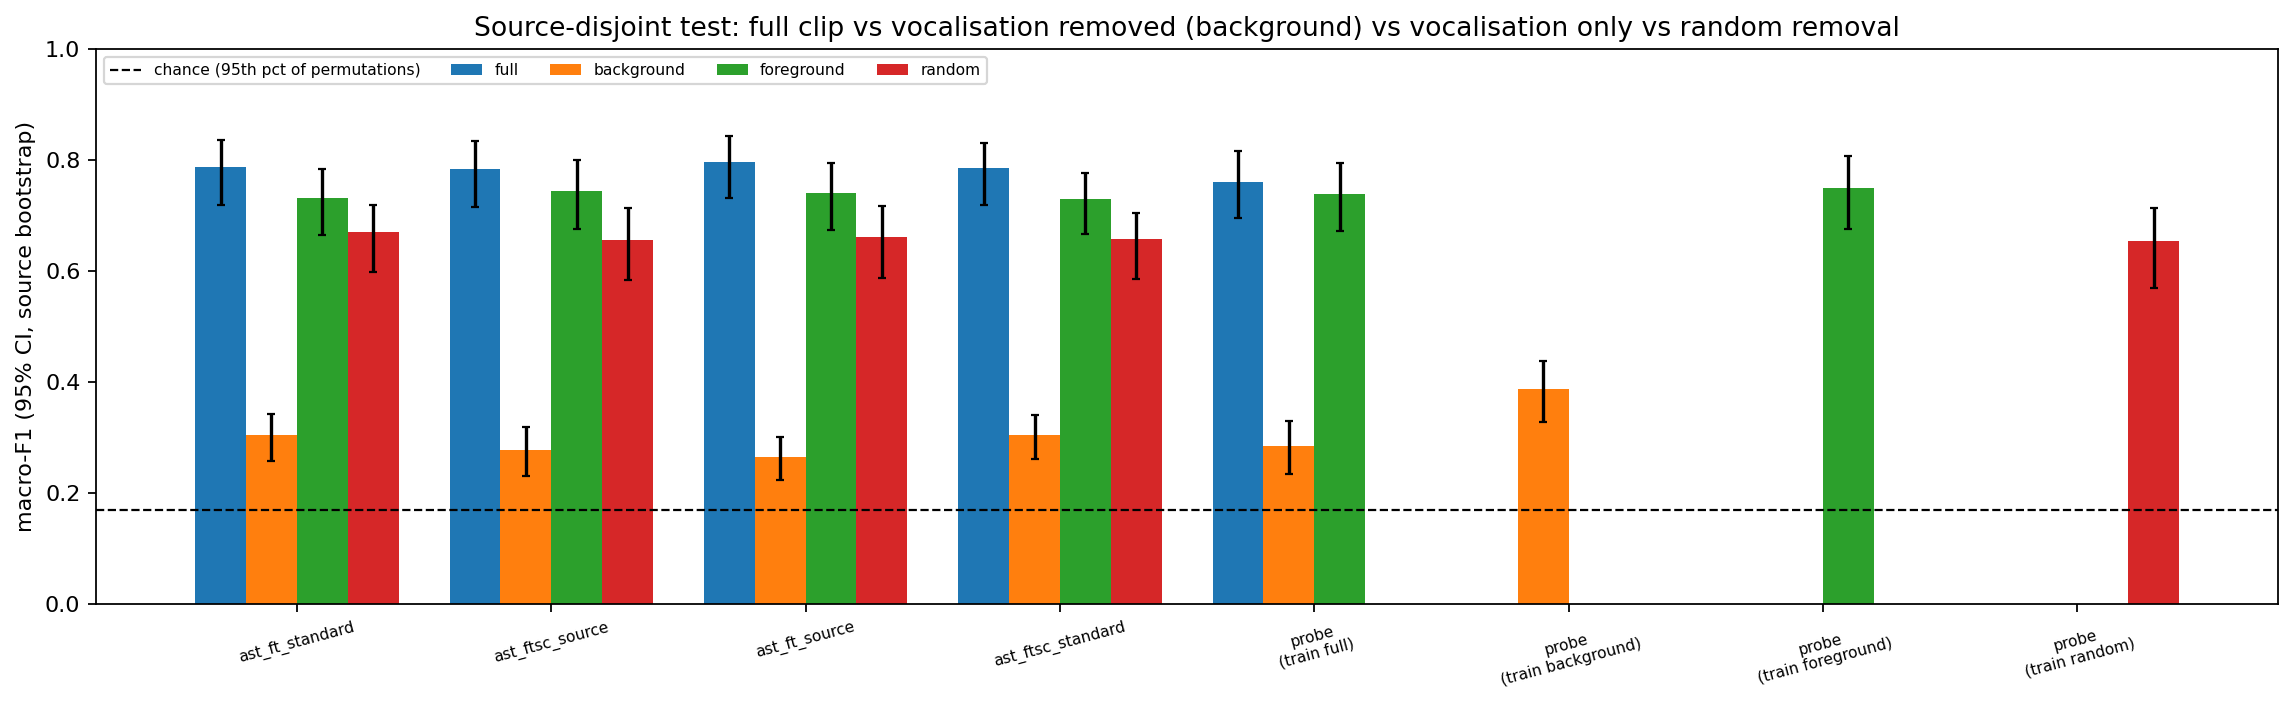 Source-disjoint test: full clip vs vocalisation removed (background) vs vocalisation only vs random removal
chance (95th pct of permutations)
full
background
foreground
random
macro-F1 (95% CI, source bootstrap)
1.0
0.8
0.6
0.4
0.2
0.0
ast_ft_standard
ast_ftsc_source
ast_ft_source
ast_ftsc_standard
probe
(train full)
probe
(train background)
probe
(train foreground)
probe
(train random)